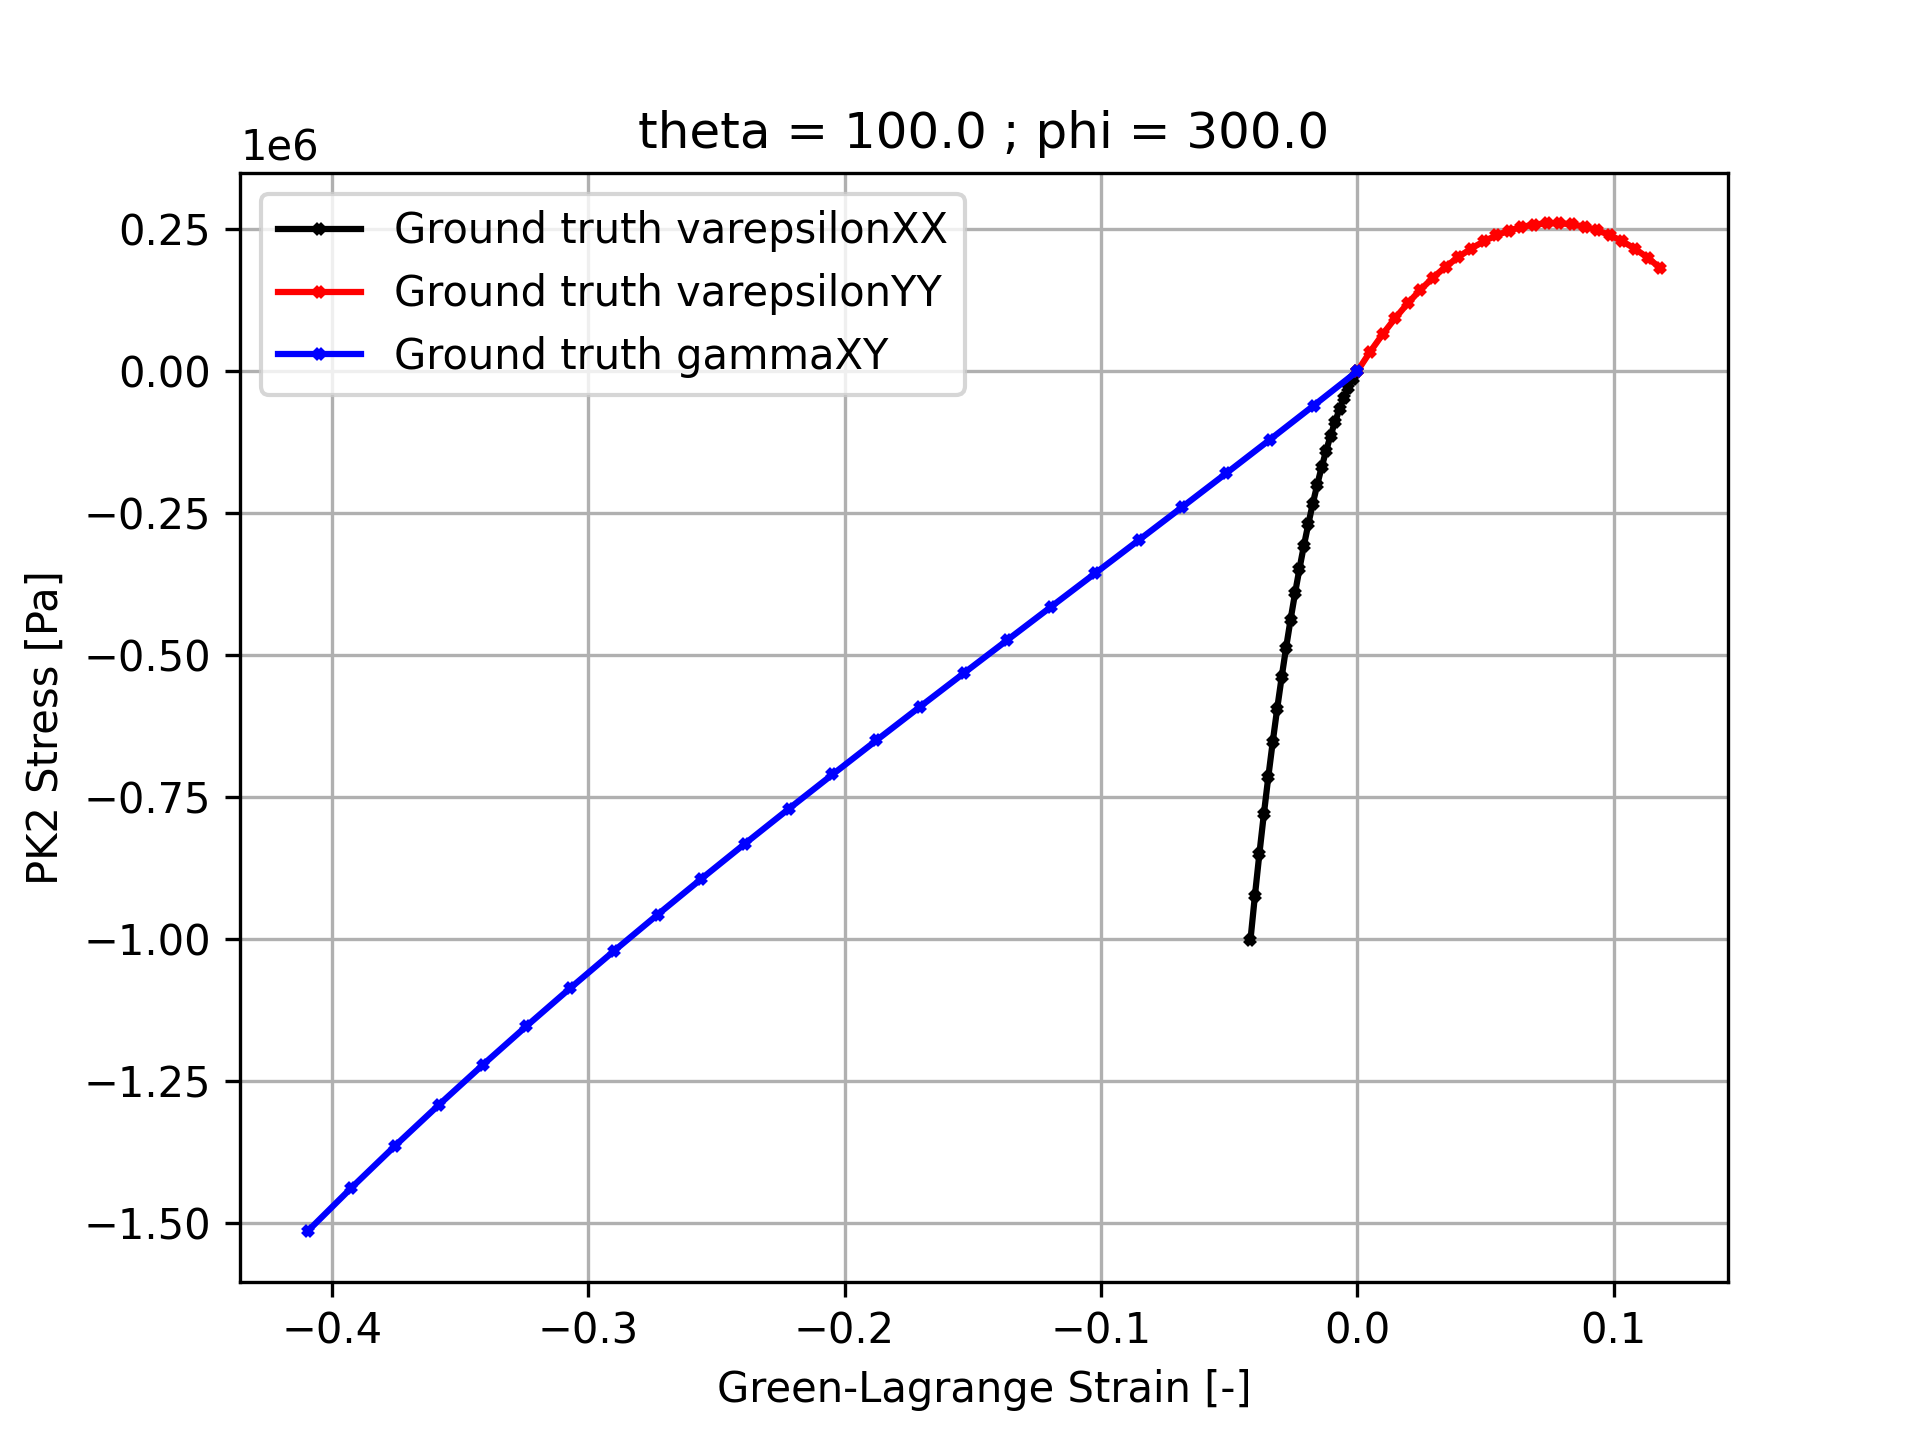 theta = 100.0 ; phi = 300.0
1e6
Ground truth varepsilonXX
Ground truth varepsilonYY
Ground truth gammaXY
0.25
0.00
−0.25
−0.50
−0.75
−1.00
−1.25
−1.50
PK2 Stress [Pa]
−0.4 −0.3 −0.2 −0.1 0.0 0.1
Green-Lagrange Strain [-]